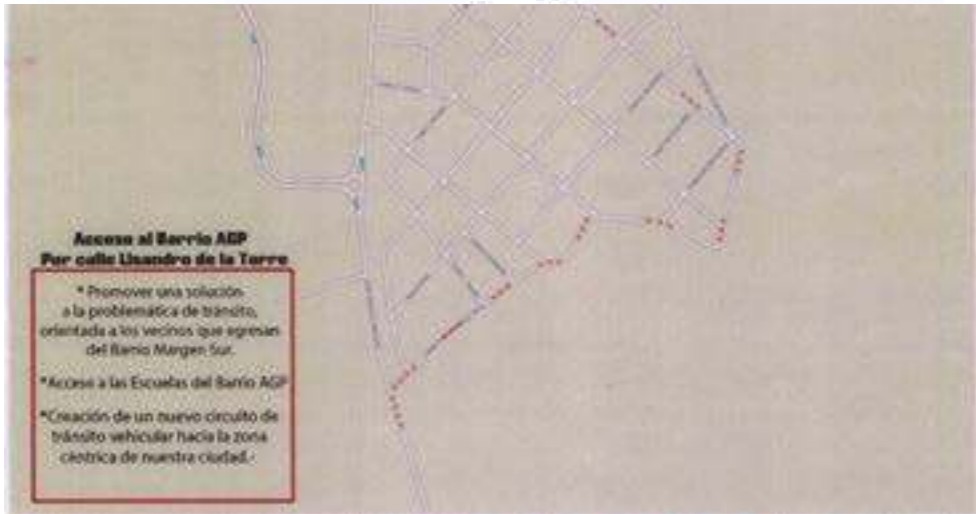 Acceso al Barrio AGP
Por calle Lisandro de la Torre
* Promover una solución
a la problemática de tránsito,
orientada a los vecinos que egresan
del Barrio Margen Sur.
*Acceso a las Escuelas del Barrio AGP
*Creación de un nuevo circuito de
tránsito vehicular hacia la zona
céntrica de nuestra ciudad.-